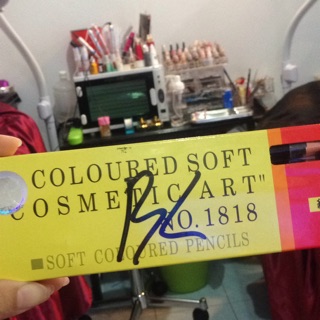 COLOURED SOFT
COSMETIC ART"
NO.1818
SOFT COLOURED PENCILS